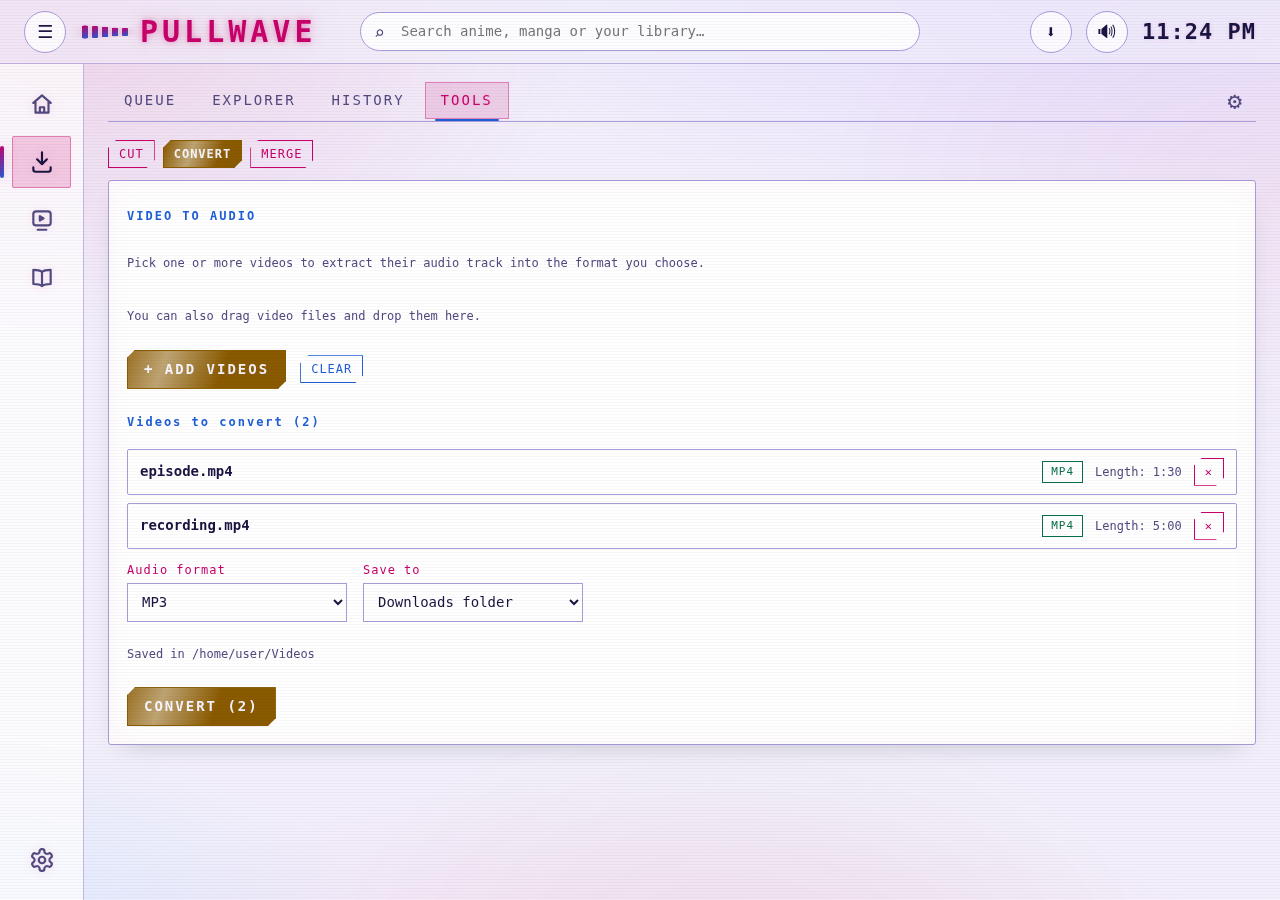 PULLWAVE
Search anime, manga or your library…
11:24 PM
QUEUE EXPLORER HISTORY TOOLS
CUT CONVERT MERGE
VIDEO TO AUDIO
Pick one or more videos to extract their audio track into the format you choose.
You can also drag video files and drop them here.
+ ADD VIDEOS CLEAR
Videos to convert (2)
episode.mp4 MP4 Length: 1:30 ×
recording.mp4 MP4 Length: 5:00 ×
Audio format Save to
MP3 Downloads folder
Saved in /home/user/Videos
CONVERT (2)